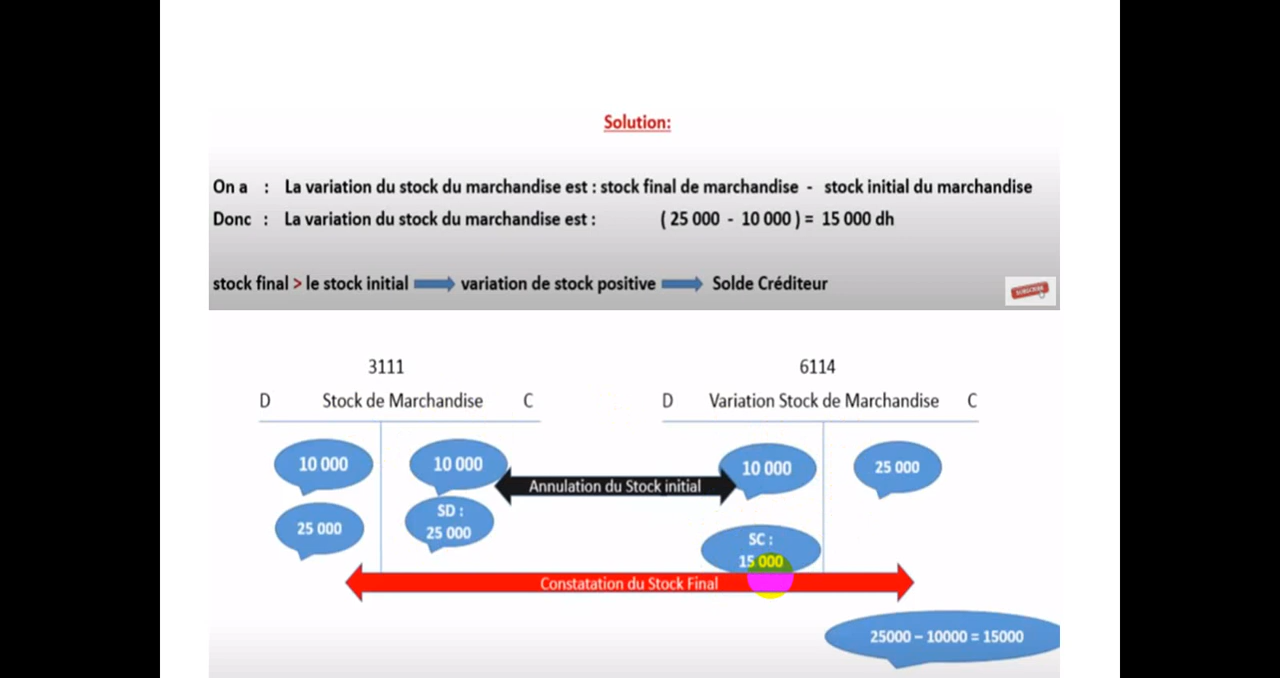 Solution:
On a : La variation du stock du marchandise est : stock final de marchandise - stock initial du marchandise
Donc : La variation du stock du marchandise est : ( 25 000 - 10 000 ) = 15 000 dh
stock final > le stock initial variation de stock positive Solde Créditeur
SUBSCRIBE
3111 6114
D Stock de Marchandise C D Variation Stock de Marchandise C
10 000 10 000 10 000 25 000
Annulation du Stock initial
25 000 SD :
25 000
SC :
15 000
Constatation du Stock Final
25000 – 10000 = 15000